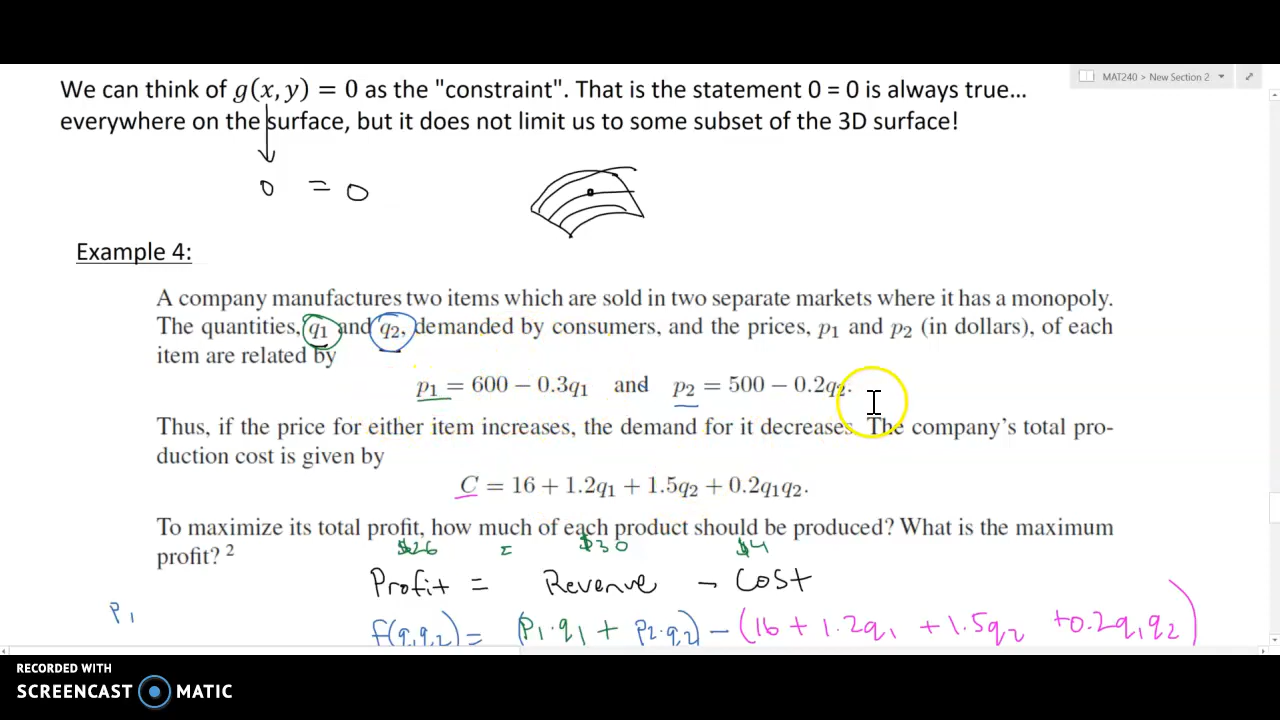 We can think of g(x, y) = 0 as the "constraint". That is the statement 0 = 0 is always true...
MAT240 > New Section 2
everywhere on the surface, but it does not limit us to some subset of the 3D surface!
0 = 0
Example 4:
A company manufactures two items which are sold in two separate markets where it has a monopoly.
The quantities, q1 and q2, demanded by consumers, and the prices, p1 and p2 (in dollars), of each
item are related by
p1 = 600 − 0.3q1 and p2 = 500 − 0.2q2.
Thus, if the price for either item increases, the demand for it decreases. The company's total pro-
duction cost is given by
C = 16 + 1.2q1 + 1.5q2 + 0.2q1q2.
To maximize its total profit, how much of each product should be produced? What is the maximum
profit? 2
$26 = $30 $4
Profit = Revenue - Cost
P1
f(q1,q2) = (P1·q1 + P2·q2) - (16 + 1.2q1 + 1.5q2 + 0.2q1q2)
RECORDED WITH
SCREENCAST MATIC